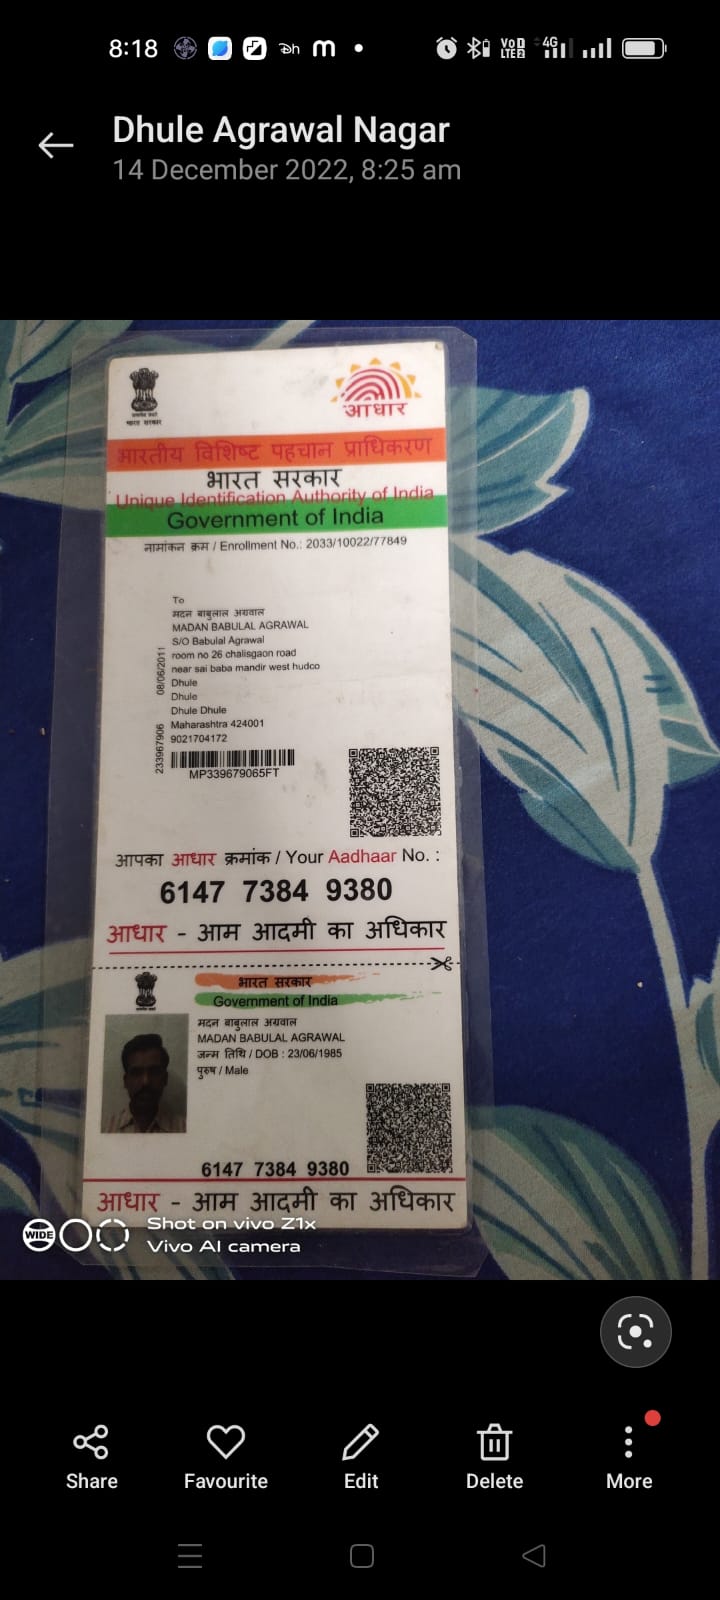 8:18
Dhule Agrawal Nagar
14 December 2022, 8:25 am
भारत सरकार
आधार
भारतीय विशिष्ट पहचान प्राधिकरण
भारत सरकार
Unique Identification Authority of India
Government of India
नामांकन क्रम / Enrollment No.: 2033/10022/77849
To
मदन बाबुलाल अग्रवाल
MADAN BABULAL AGRAWAL
S/O Babulal Agrawal
room no 26 chalisgaon road
near sai baba mandir west hudco
Dhule
Dhule
Dhule Dhule
Maharashtra 424001
9021704172
08/06/2011
233967906
MP339679065FT
आपका आधार क्रमांक / Your Aadhaar No. :
6147 7384 9380
आधार - आम आदमी का अधिकार
भारत सरकार
Government of India
मदन बाबुलाल अग्रवाल
MADAN BABULAL AGRAWAL
जन्म तिथि / DOB : 23/06/1985
पुरुष / Male
6147 7384 9380
आधार - आम आदमी का अधिकार
WIDE
Shot on vivo Z1x
Vivo AI camera
Share
Favourite
Edit
Delete
More